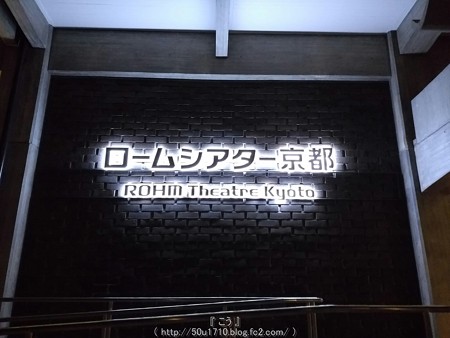 ロームシアター京都
ROHM Theatre Kyoto
『 こう 』
( http://50u1710.blog.fc2.com/ )